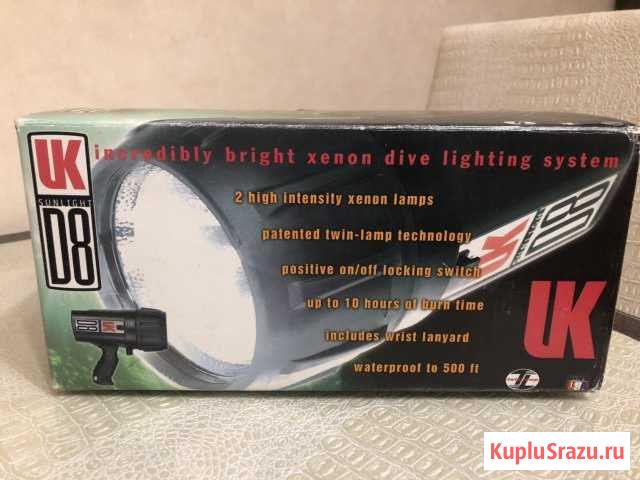 UK
SUNLIGHT
D8
incredibly bright xenon dive lighting system
2 high intensity xenon lamps
patented twin-lamp technology
positive on/off locking switch
up to 10 hours of burn time
includes wrist lanyard
waterproof to 500 ft
UK
D8
UK
KupluSrazu.ru